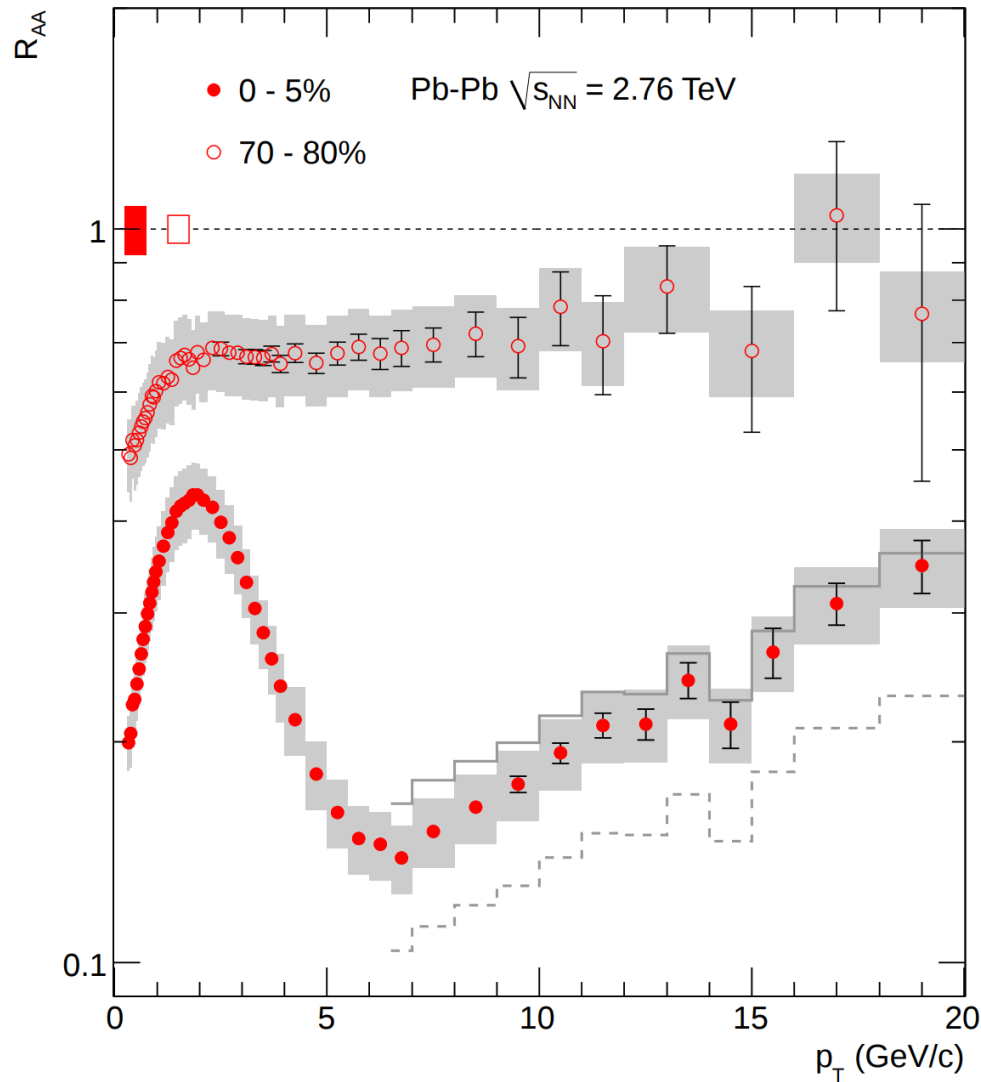 R_AA
0 - 5% Pb-Pb √s_NN = 2.76 TeV
70 - 80%
1
0.1
0 5 10 15 20
p_T (GeV/c)